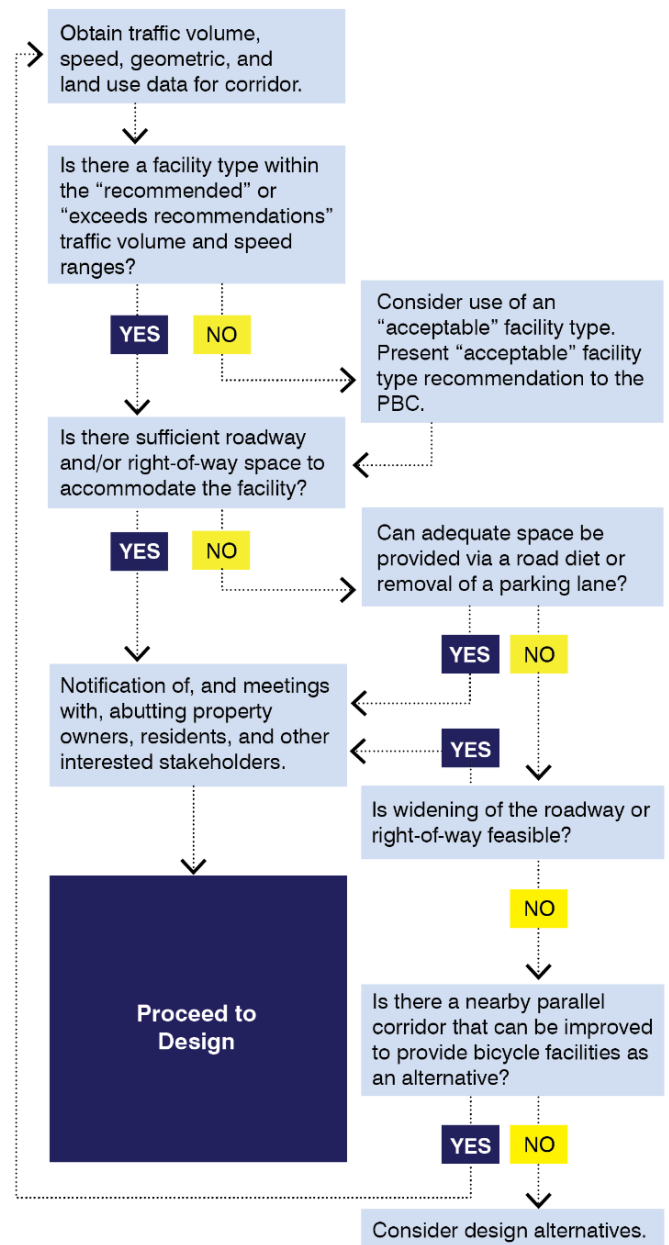 Obtain traffic volume,
speed, geometric, and
land use data for corridor.
Is there a facility type within
the “recommended” or
“exceeds recommendations”
traffic volume and speed
ranges?
YES
NO
Consider use of an
“acceptable” facility type.
Present “acceptable” facility
type recommendation to the
PBC.
Is there sufficient roadway
and/or right-of-way space to
accommodate the facility?
YES
NO
Can adequate space be
provided via a road diet or
removal of a parking lane?
YES
NO
Notification of, and meetings
with, abutting property
owners, residents, and other
interested stakeholders.
YES
Is widening of the roadway or
right-of-way feasible?
NO
Proceed to
Design
Is there a nearby parallel
corridor that can be improved
to provide bicycle facilities as
an alternative?
YES
NO
Consider design alternatives.